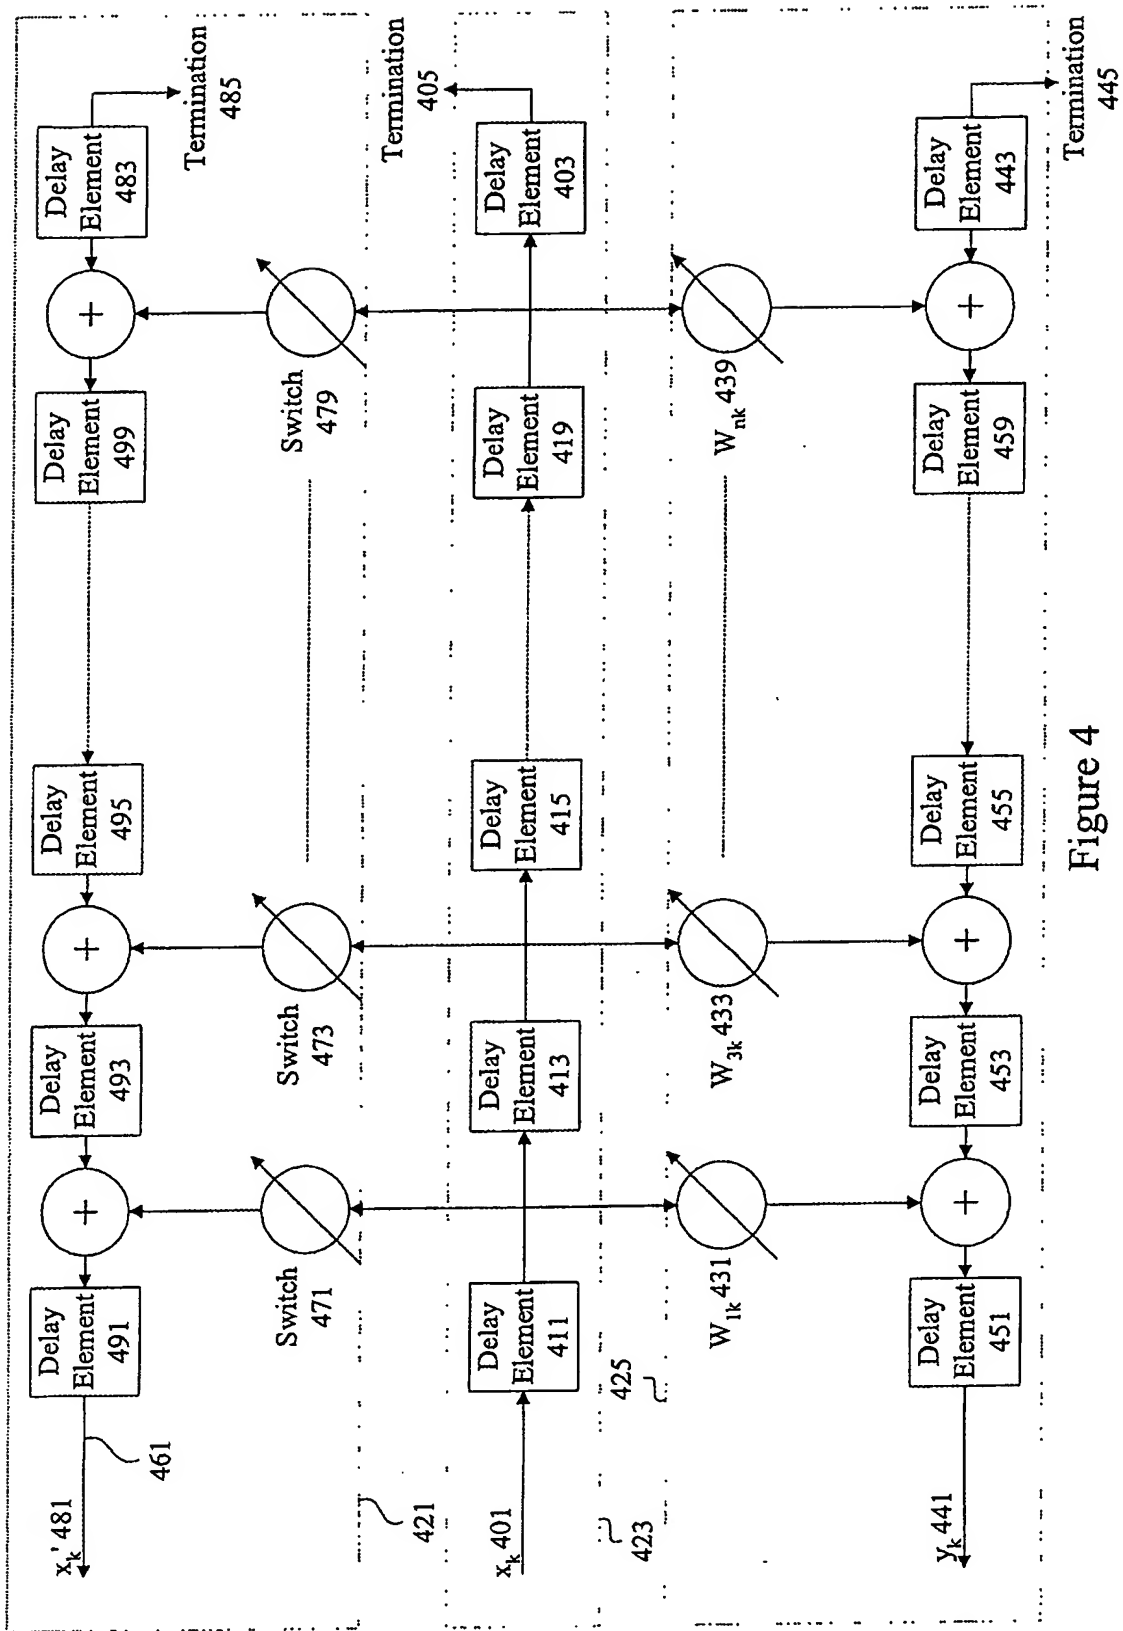 Delay
Element
491
+
Delay
Element
493
+
Delay
Element
495
Delay
Element
499
+
Delay
Element
483
Termination
485
x_k' 481
461
Switch
471
Switch
473
Switch
479
421
Termination
405
x_k 401
Delay
Element
411
Delay
Element
413
Delay
Element
415
Delay
Element
419
Delay
Element
403
423
425
W_1k 431
W_3k 433
W_nk 439
y_k 441
Delay
Element
451
+
Delay
Element
453
+
Delay
Element
455
Delay
Element
459
+
Delay
Element
443
Termination
445
Figure 4